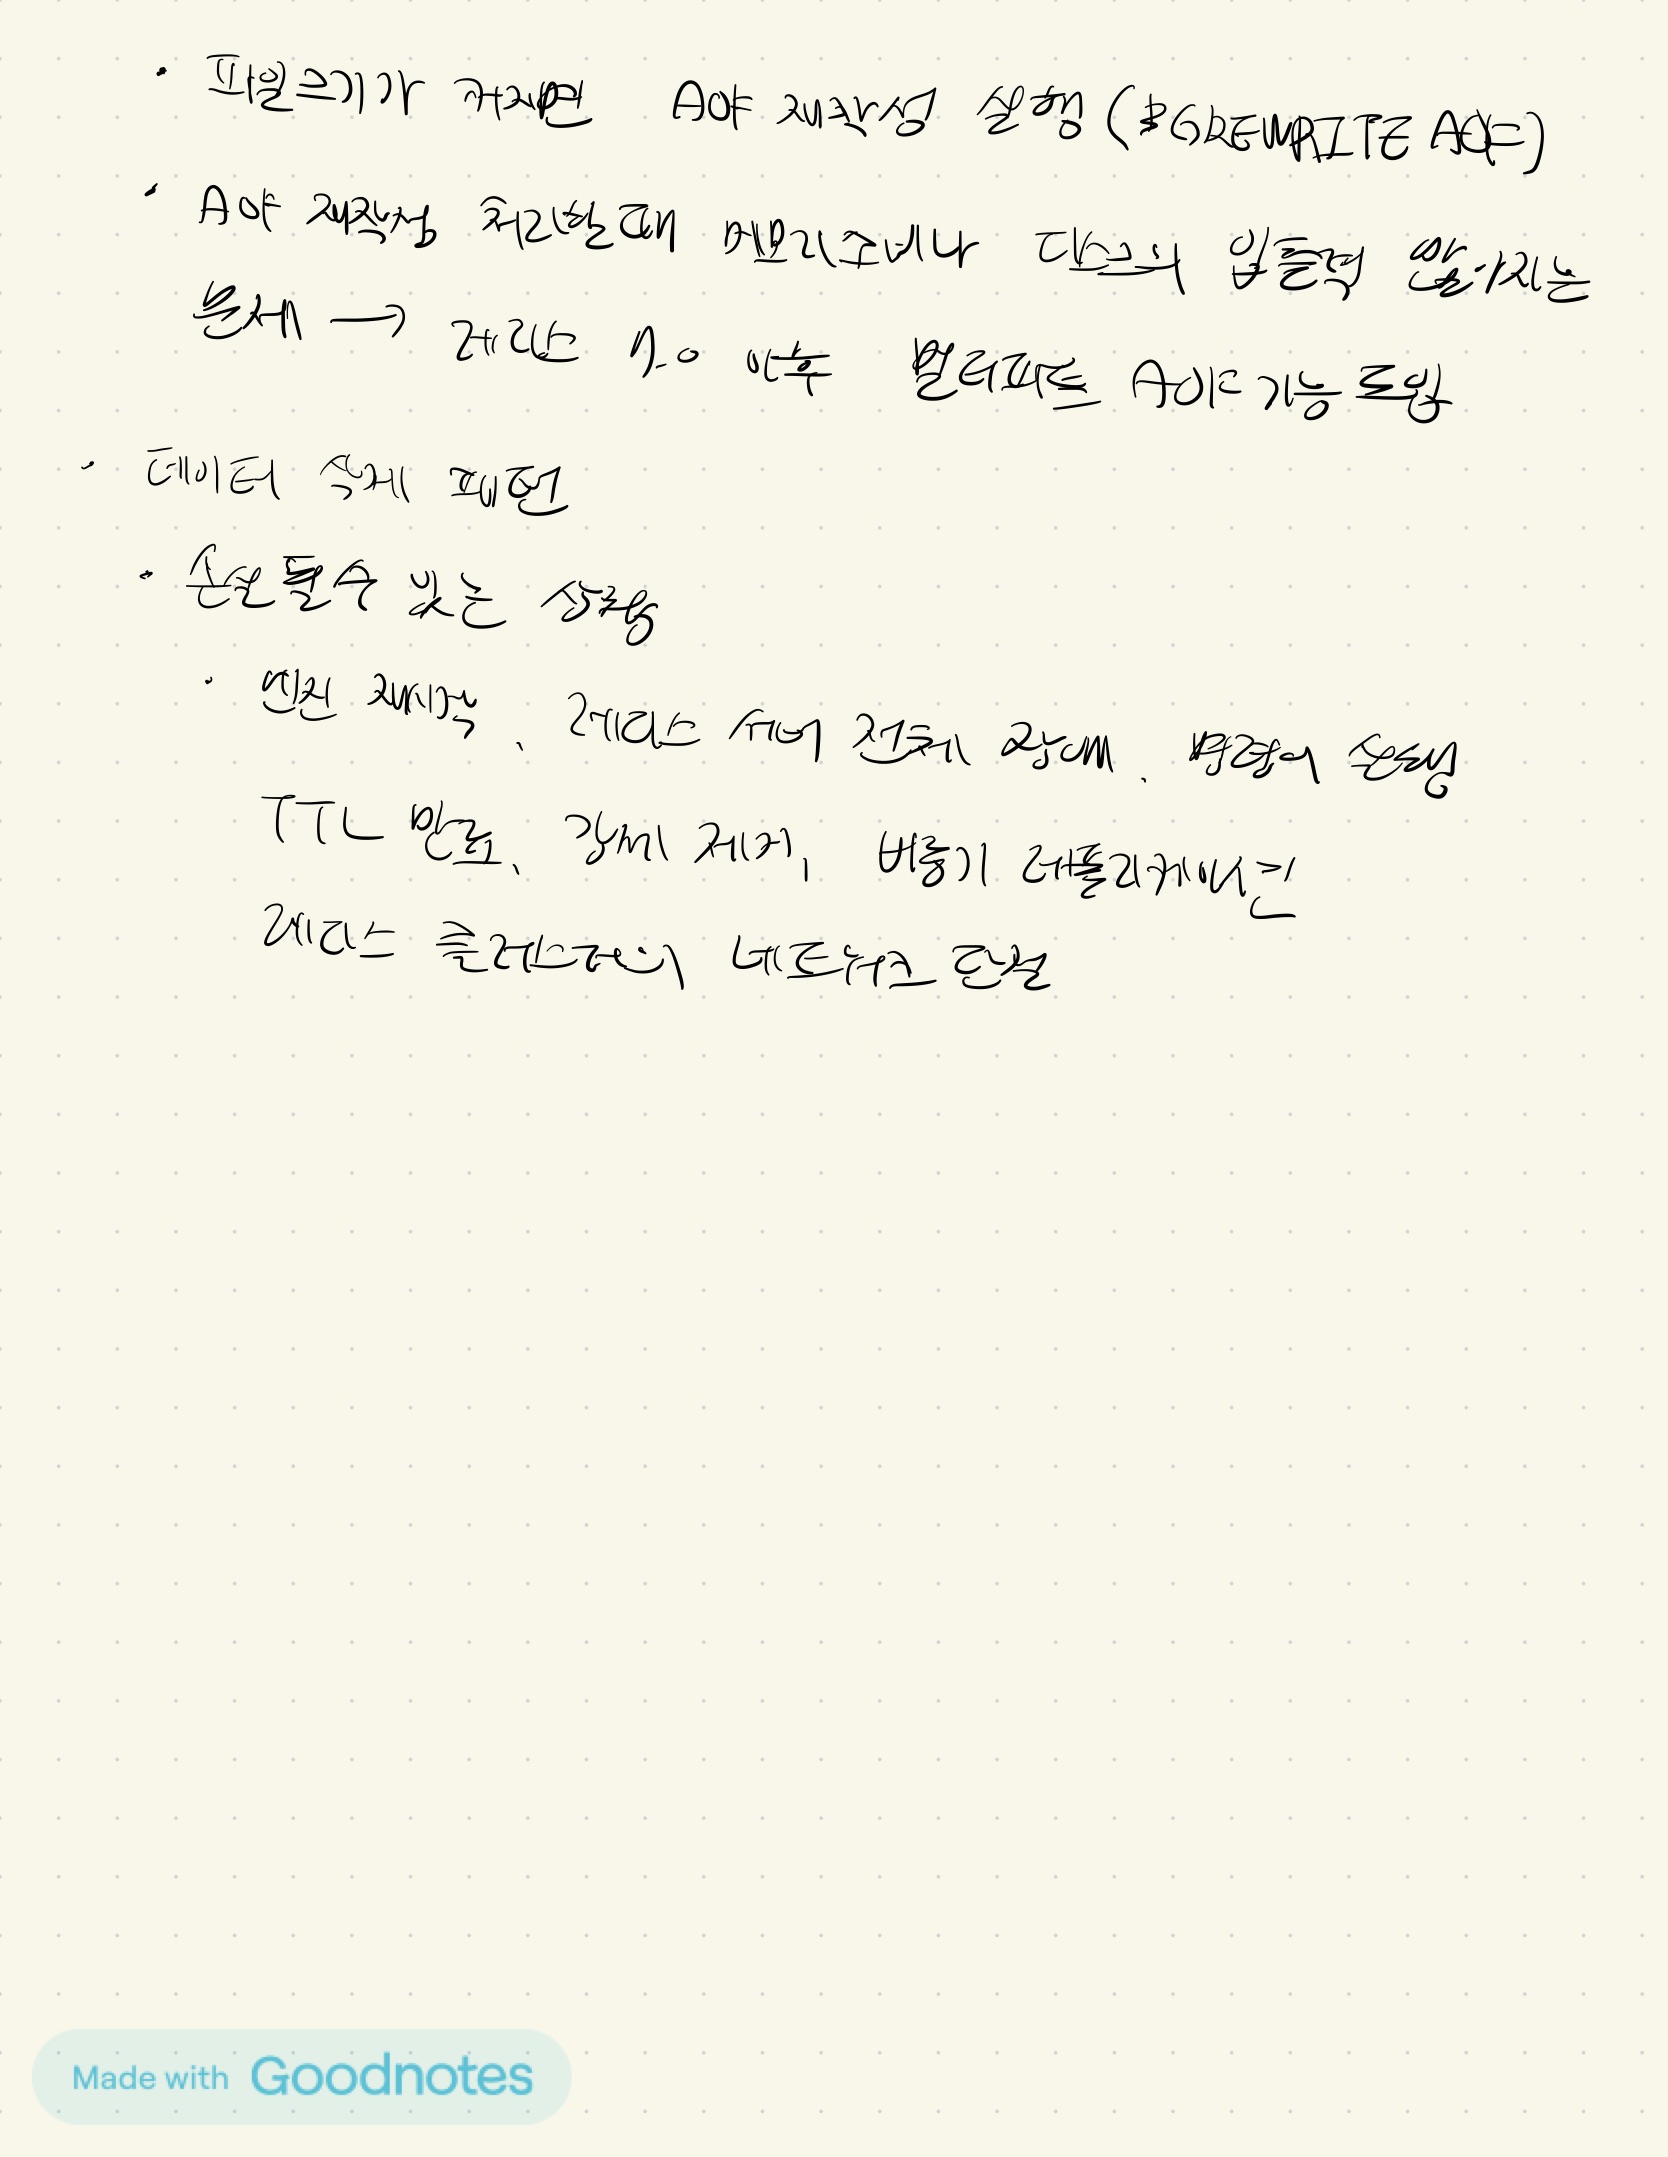 · 파일크기가 커지면 AOF 재작성 실행 (BGREWRITE AOF)
· AOF 재작성 처리할때 메모리소비나 디스크의 입출력 많아지는
문제 → 레디스 7.0 이후 멀티파트 AOF 기능 도입
· 데이터 삭제 패턴
· 손실 될수 있는 상황
· 엔진 재시작、레디스 서버 전체 장애、명령어 실행
TTL 만료、강제 제거, 비동기 레플리케이션
레디스 클러스터의 네트워크 단절
Made with Goodnotes